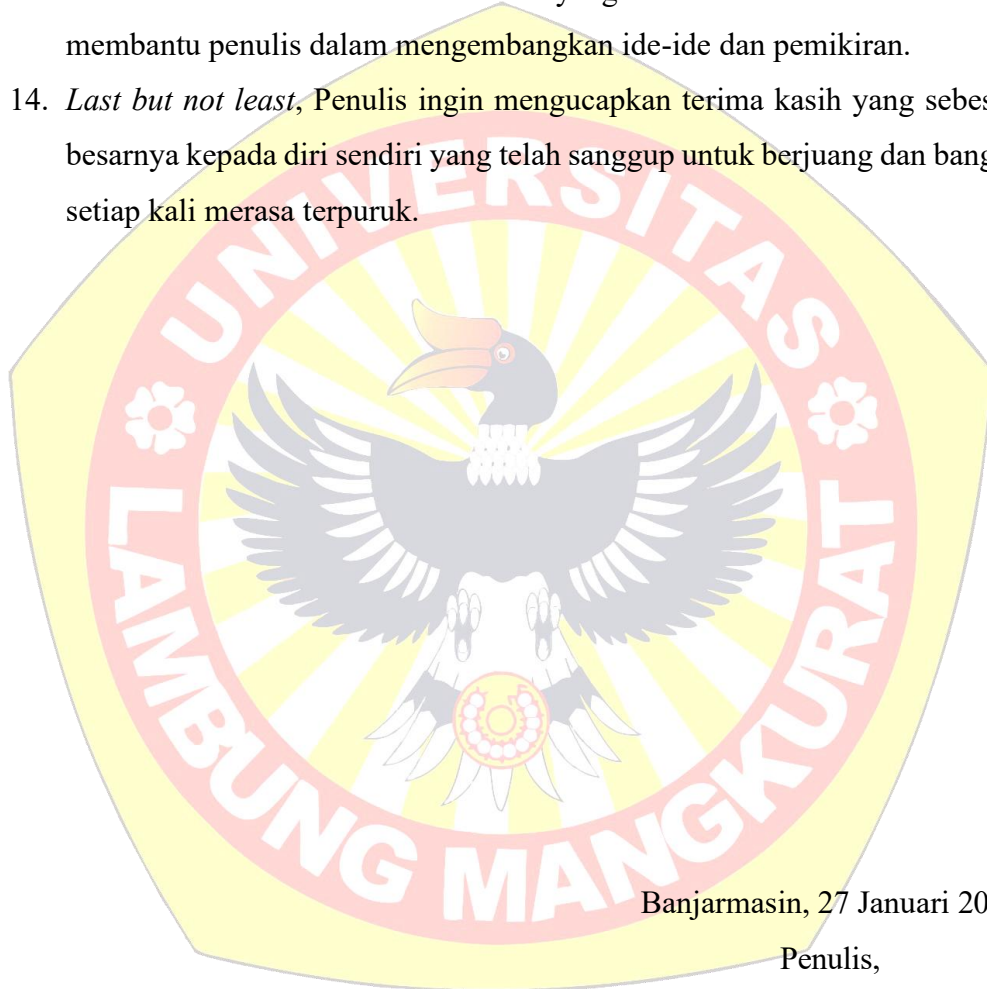 membantu penulis dalam mengembangkan ide-ide dan pemikiran.
14. Last but not least, Penulis ingin mengucapkan terima kasih yang sebes
besarnya kepada diri sendiri yang telah sanggup untuk berjuang dan bang
setiap kali merasa terpuruk.
UNIVERSITAS
LAMBUNG MANGKURAT
Banjarmasin, 27 Januari 20
Penulis,